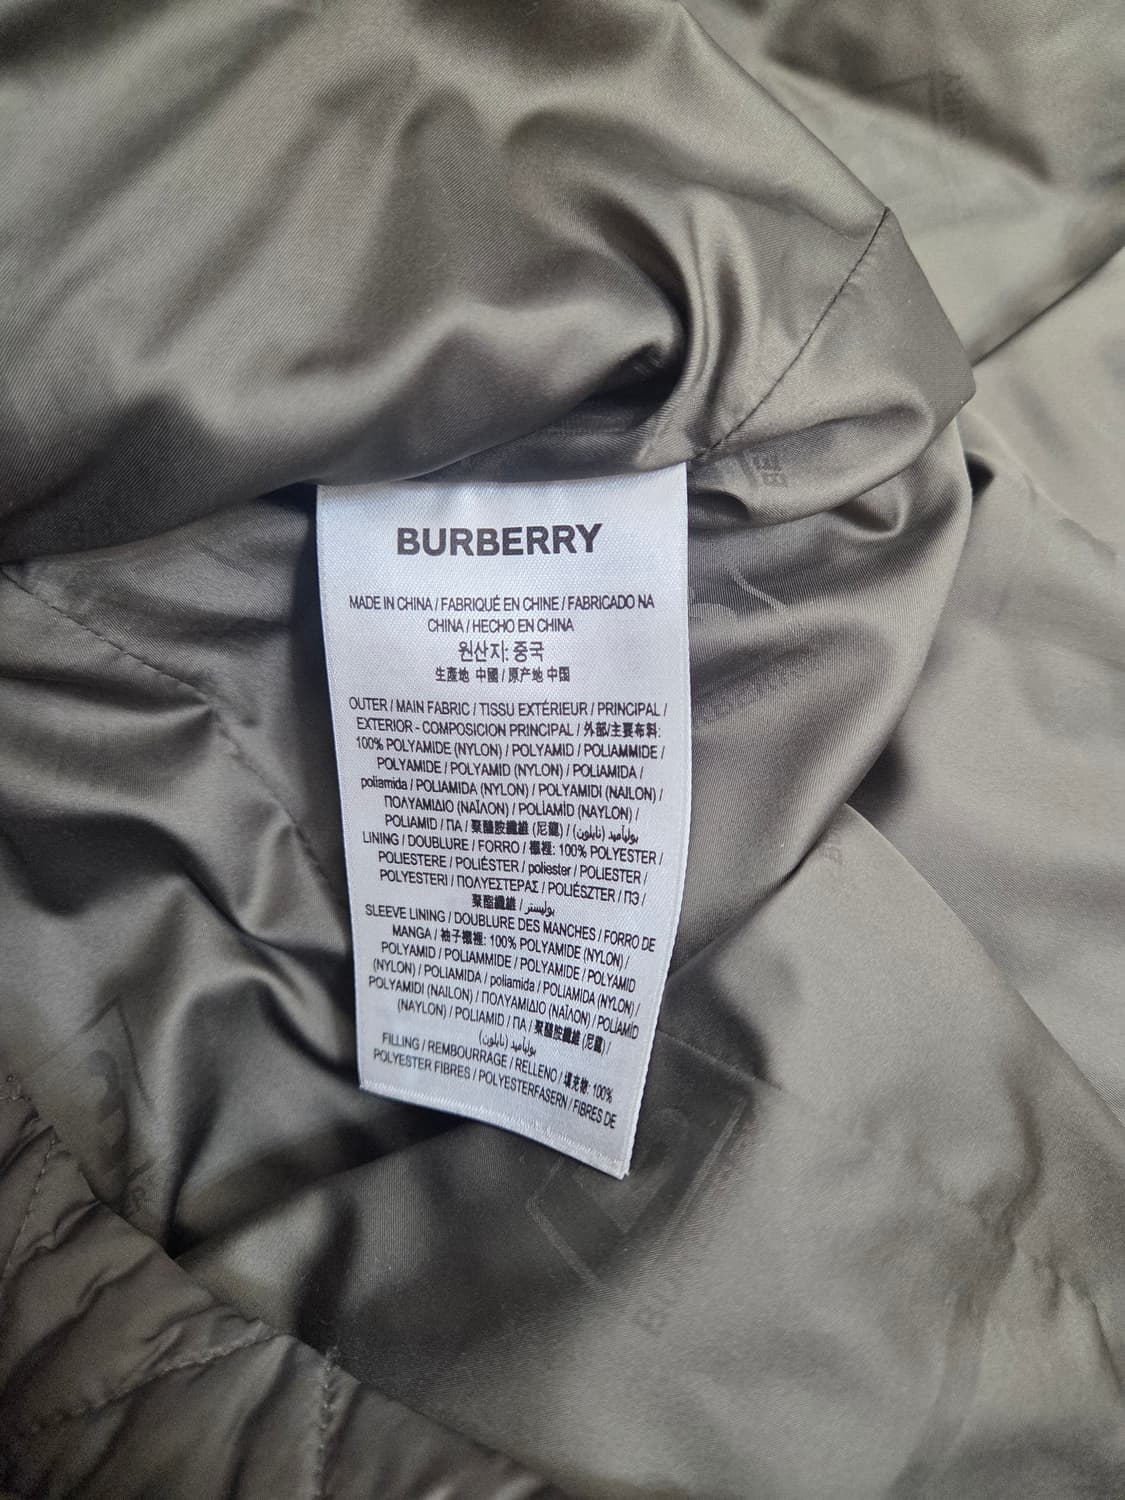 BURBERRY
MADE IN CHINA / FABRIQUÉ EN CHINE / FABRICADO NA
CHINA / HECHO EN CHINA
원산지: 중국
生產地 中國 / 原产地 中国
OUTER / MAIN FABRIC / TISSU EXTÉRIEUR / PRINCIPAL /
EXTERIOR - COMPOSICION PRINCIPAL / 外部/主要布料:
100% POLYAMIDE (NYLON) / POLYAMID / POLIAMMIDE /
POLYAMIDE / POLYAMID (NYLON) / POLIAMIDA /
poliamida / POLIAMIDA (NYLON) / POLYAMIDI (NAILON) /
ΠΟΛΥΑΜΙΔΙΟ (ΝΑΪΛΟΝ) / POLİAMİD (NAYLON) /
POLIAMID / ПА / 聚醯胺纖維 (尼龍) / بولياميد (نايلون) /
LINING / DOUBLURE / FORRO / 襯裡: 100% POLYESTER /
POLIESTERE / POLIÉSTER / poliester / POLIESTER /
POLYESTERI / ΠΟΛΥΕΣΤΕΡΑΣ / POLIÉSZTER / ПЭ /
聚酯纖維 / بوليستر
SLEEVE LINING / DOUBLURE DES MANCHES / FORRO DE
MANGA / 袖子襯裡: 100% POLYAMIDE (NYLON) /
POLYAMID / POLIAMMIDE / POLYAMIDE / POLYAMID
(NYLON) / POLIAMIDA / poliamida / POLIAMIDA (NYLON) /
POLYAMIDI (NAILON) / ΠΟΛΥΑΜΙΔΙΟ (ΝΑΪΛΟΝ) / POLİAMİD
(NAYLON) / POLIAMID / ПА / 聚醯胺纖維 (尼龍) /
بولياميد (نايلون)
FILLING / REMBOURRAGE / RELLENO / 填充物: 100%
POLYESTER FIBRES / POLYESTERFASERN / FIBRES DE